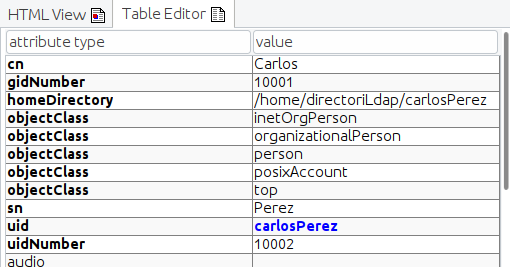 HTML View Table Editor
attribute type value
cn Carlos
gidNumber 10001
homeDirectory /home/directoriLdap/carlosPerez
objectClass inetOrgPerson
objectClass organizationalPerson
objectClass person
objectClass posixAccount
objectClass top
sn Perez
uid carlosPerez
uidNumber 10002
audio